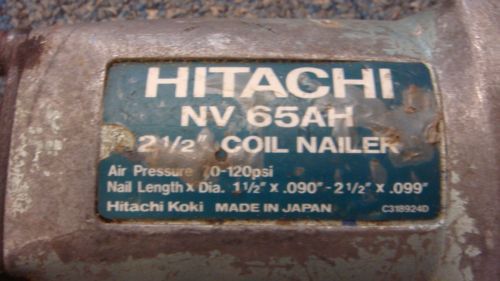 HITACHI
NV 65AH
2 1/2" COIL NAILER
Air Pressure 70-120psi
Nail Length x Dia. 1 1/2" x .090" - 2 1/2" x .099"
Hitachi Koki MADE IN JAPAN C318924D